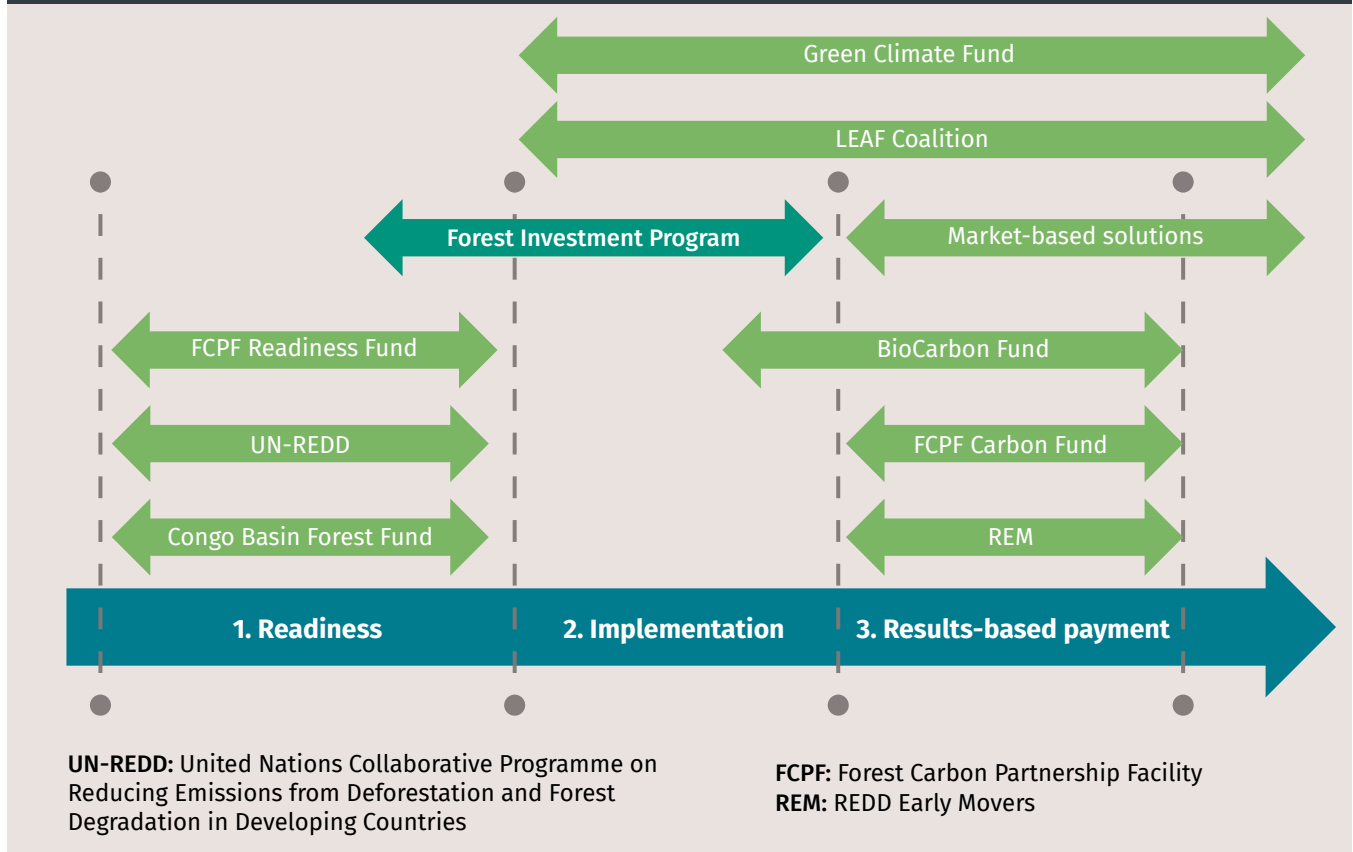 Green Climate Fund
LEAF Coalition
Forest Investment Program
Market-based solutions
FCPF Readiness Fund
BioCarbon Fund
UN-REDD
FCPF Carbon Fund
Congo Basin Forest Fund
REM
1. Readiness
2. Implementation
3. Results-based payment
UN-REDD: United Nations Collaborative Programme on
Reducing Emissions from Deforestation and Forest
Degradation in Developing Countries
FCPF: Forest Carbon Partnership Facility
REM: REDD Early Movers